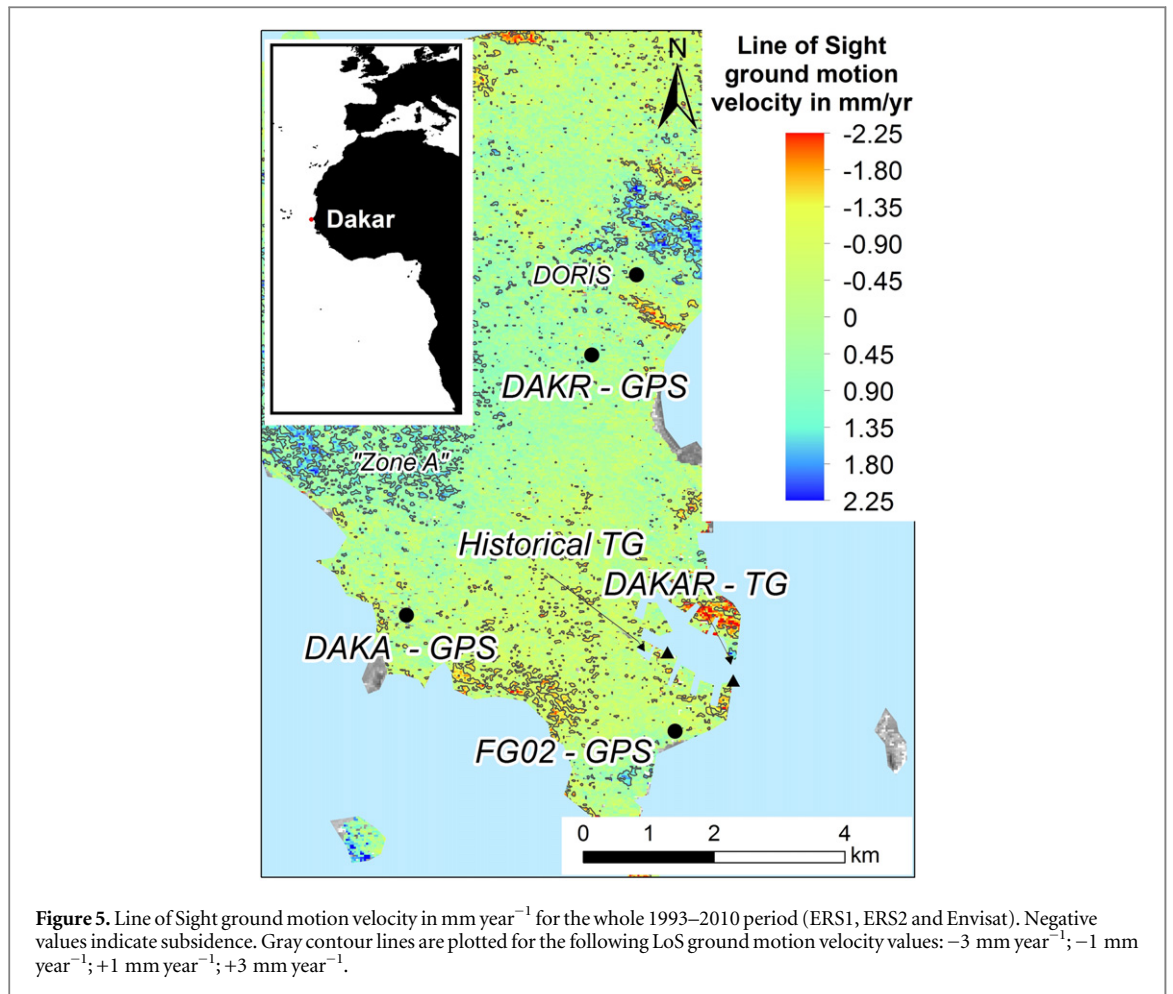 N
Line of Sight
ground motion
velocity in mm/yr
-2.25
-1.80
-1.35
-0.90
-0.45
0
0.45
0.90
1.35
1.80
2.25
Dakar
DORIS
DAKR - GPS
"Zone A"
Historical TG
DAKAR - TG
DAKA - GPS
FG02 - GPS
0 1 2 4
km
Figure 5. Line of Sight ground motion velocity in mm year−1 for the whole 1993–2010 period (ERS1, ERS2 and Envisat). Negative
values indicate subsidence. Gray contour lines are plotted for the following LoS ground motion velocity values: −3 mm year−1; −1 mm
year−1; +1 mm year−1; +3 mm year−1.